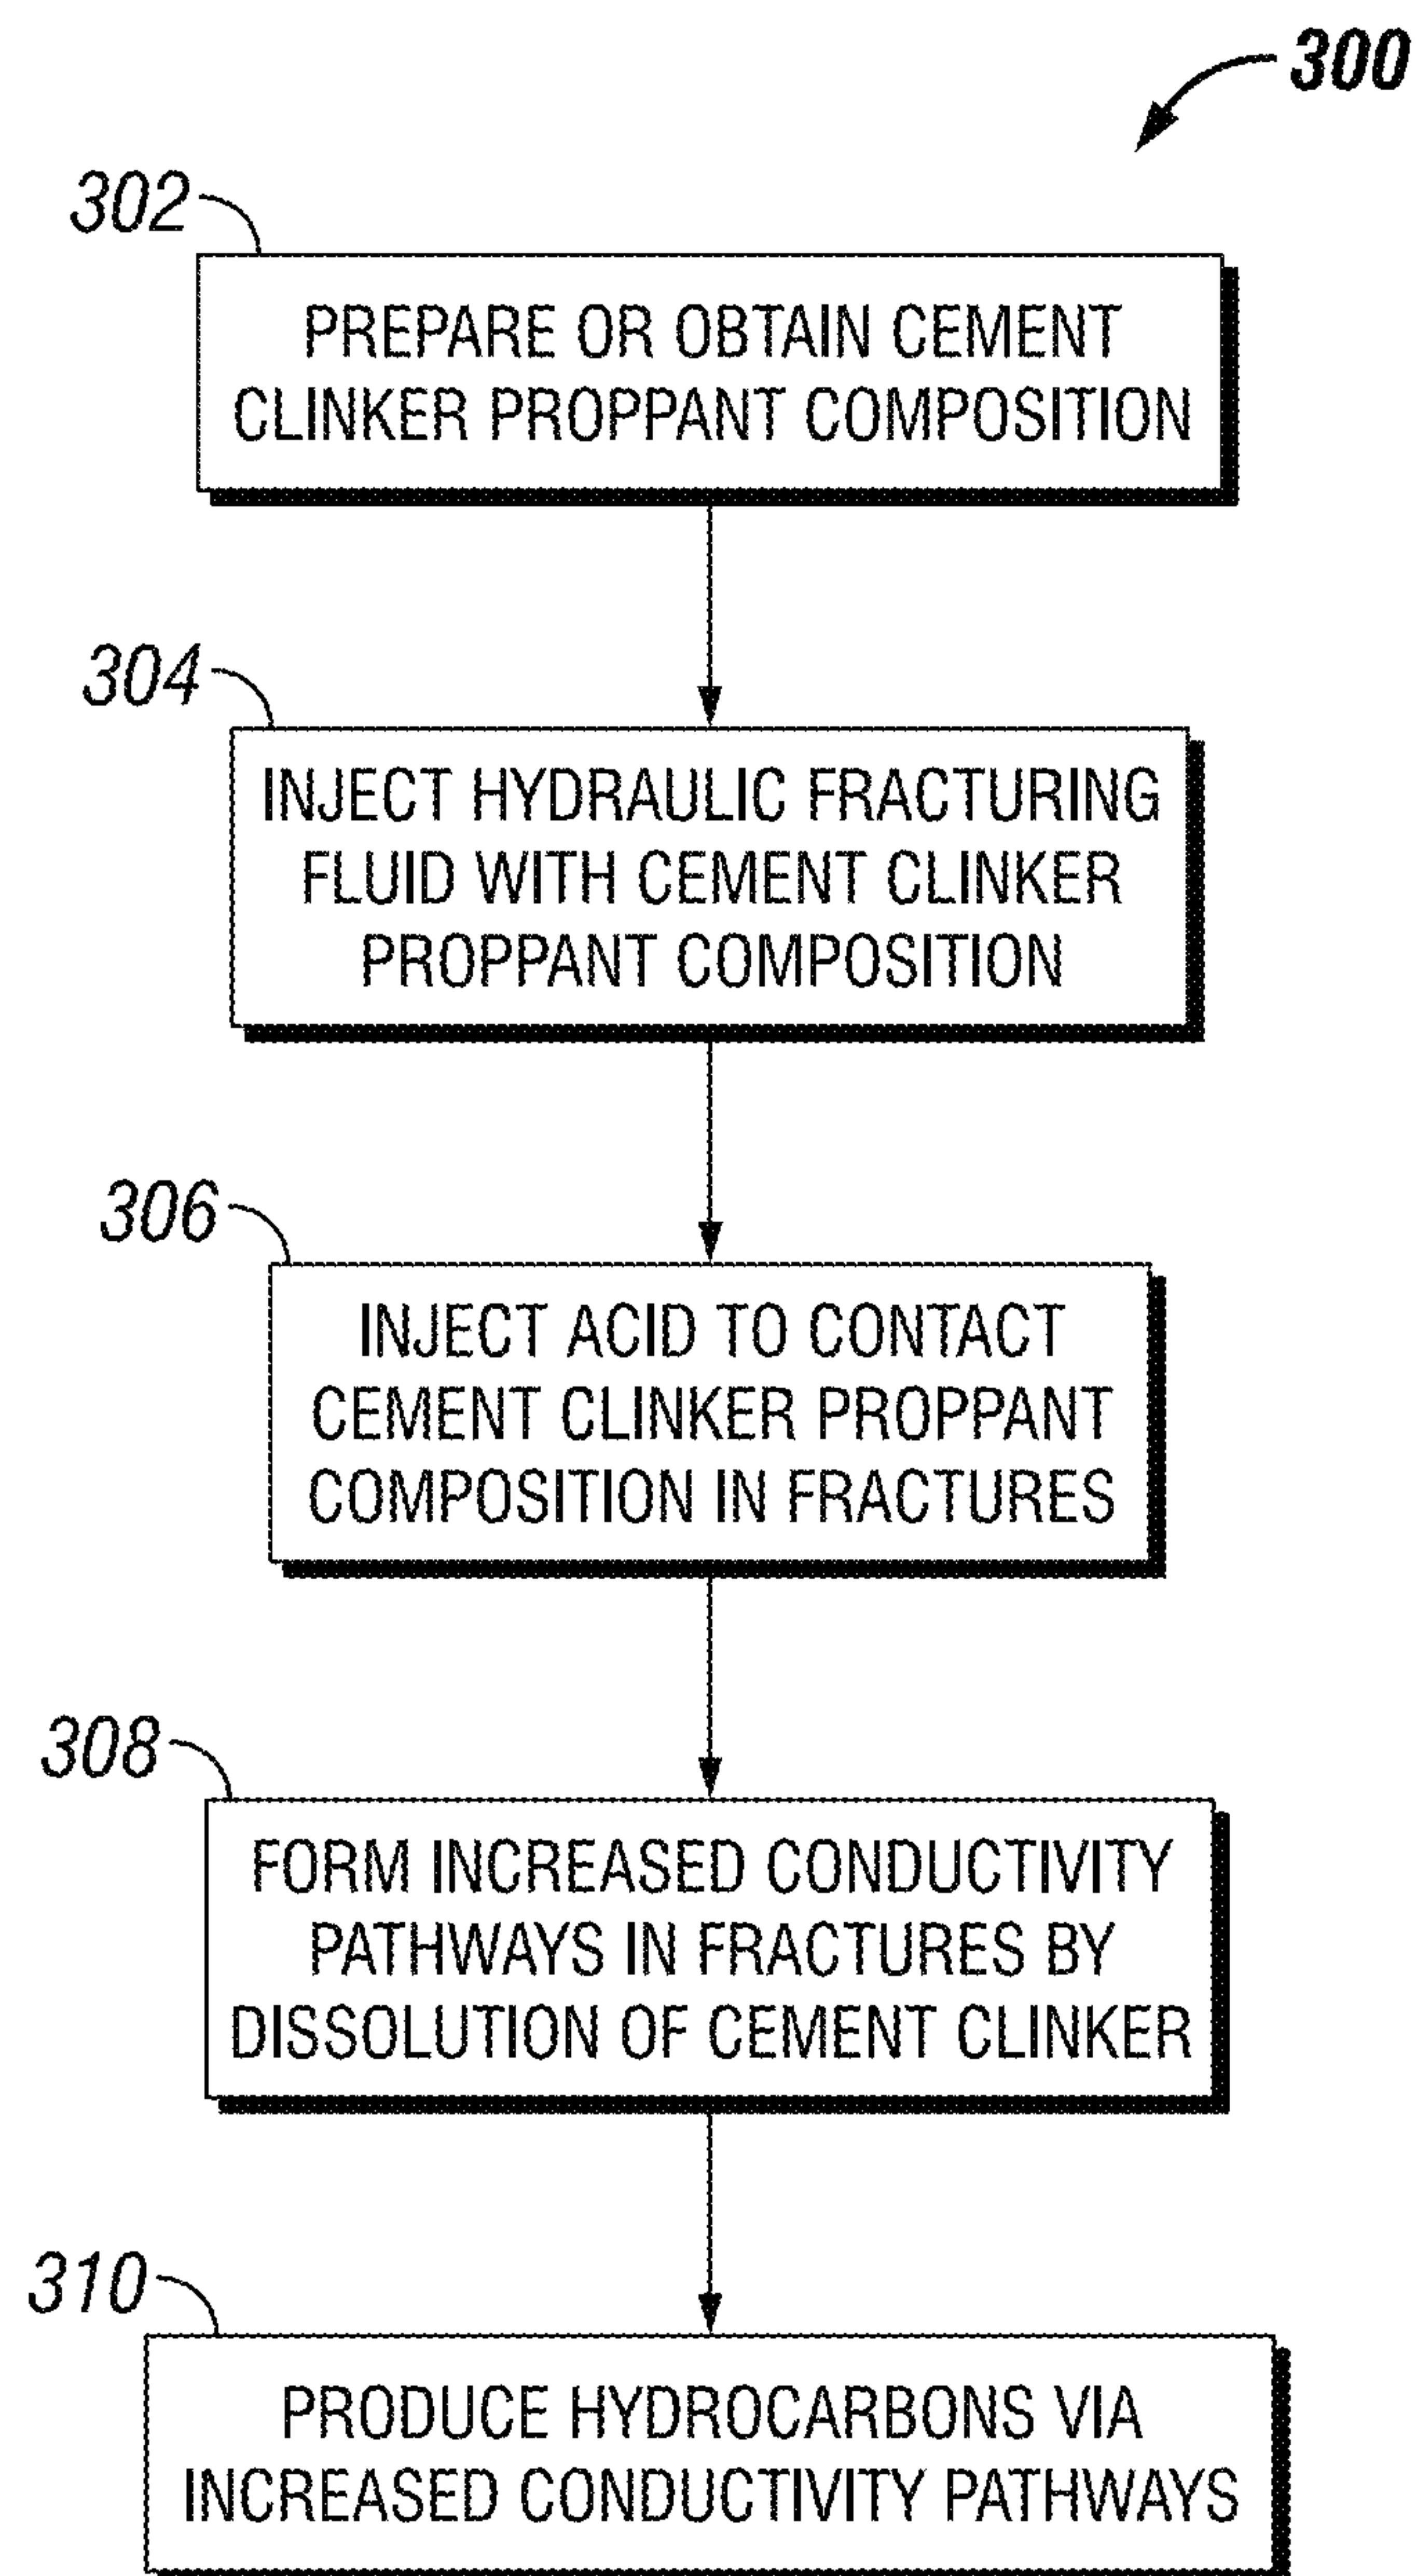 300
302
PREPARE OR OBTAIN CEMENT
CLINKER PROPPANT COMPOSITION
304
INJECT HYDRAULIC FRACTURING
FLUID WITH CEMENT CLINKER
PROPPANT COMPOSITION
306
INJECT ACID TO CONTACT
CEMENT CLINKER PROPPANT
COMPOSITION IN FRACTURES
308
FORM INCREASED CONDUCTIVITY
PATHWAYS IN FRACTURES BY
DISSOLUTION OF CEMENT CLINKER
310
PRODUCE HYDROCARBONS VIA
INCREASED CONDUCTIVITY PATHWAYS